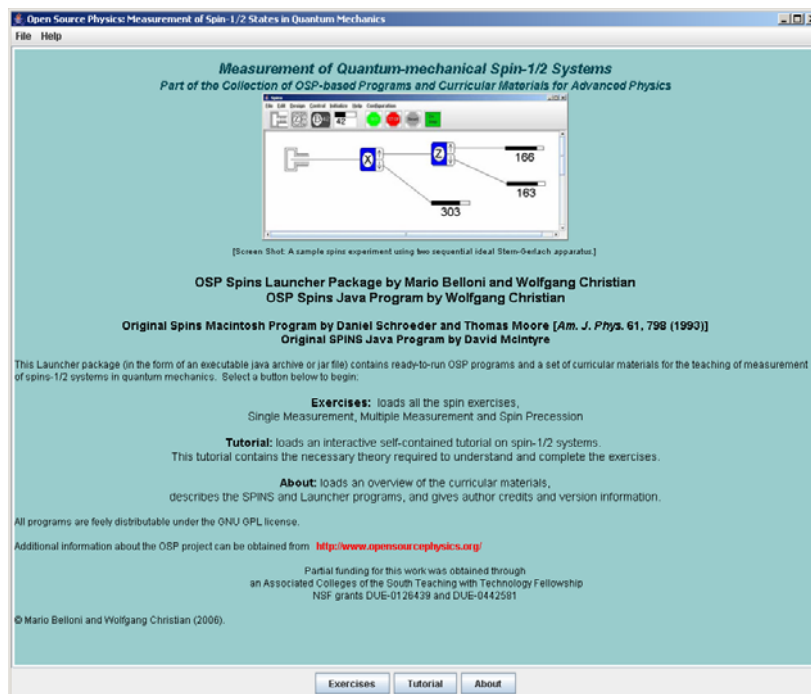 Open Source Physics: Measurement of Spin-1/2 States in Quantum Mechanics
File Help
Measurement of Quantum-mechanical Spin-1/2 Systems
Part of the Collection of OSP-based Programs and Curricular Materials for Advanced Physics
Spins
File Edit Design Control Initialize Help Configuration
42
X
Z
166
163
303
[Screen Shot: A sample spins experiment using two sequential ideal Stern-Gerlach apparatus.]
OSP Spins Launcher Package by Mario Belloni and Wolfgang Christian
OSP Spins Java Program by Wolfgang Christian
Original Spins Macintosh Program by Daniel Schroeder and Thomas Moore [Am. J. Phys. 61, 798 (1993)]
Original SPINS Java Program by David McIntyre
This Launcher package (in the form of an executable java archive or jar file) contains ready-to-run OSP programs and a set of curricular materials for the teaching of measurement
of spins-1/2 systems in quantum mechanics. Select a button below to begin:
Exercises: loads all the spin exercises,
Single Measurement, Multiple Measurement and Spin Precession
Tutorial: loads an interactive self-contained tutorial on spin-1/2 systems.
This tutorial contains the necessary theory required to understand and complete the exercises.
About: loads an overview of the curricular materials,
describes the SPINS and Launcher programs, and gives author credits and version information.
All programs are feely distributable under the GNU GPL license.
Additional information about the OSP project can be obtained from http://www.opensourcephysics.org/
Partial funding for this work was obtained through
an Associated Colleges of the South Teaching with Technology Fellowship
NSF grants DUE-0126439 and DUE-0442581
© Mario Belloni and Wolfgang Christian (2006).
Exercises Tutorial About